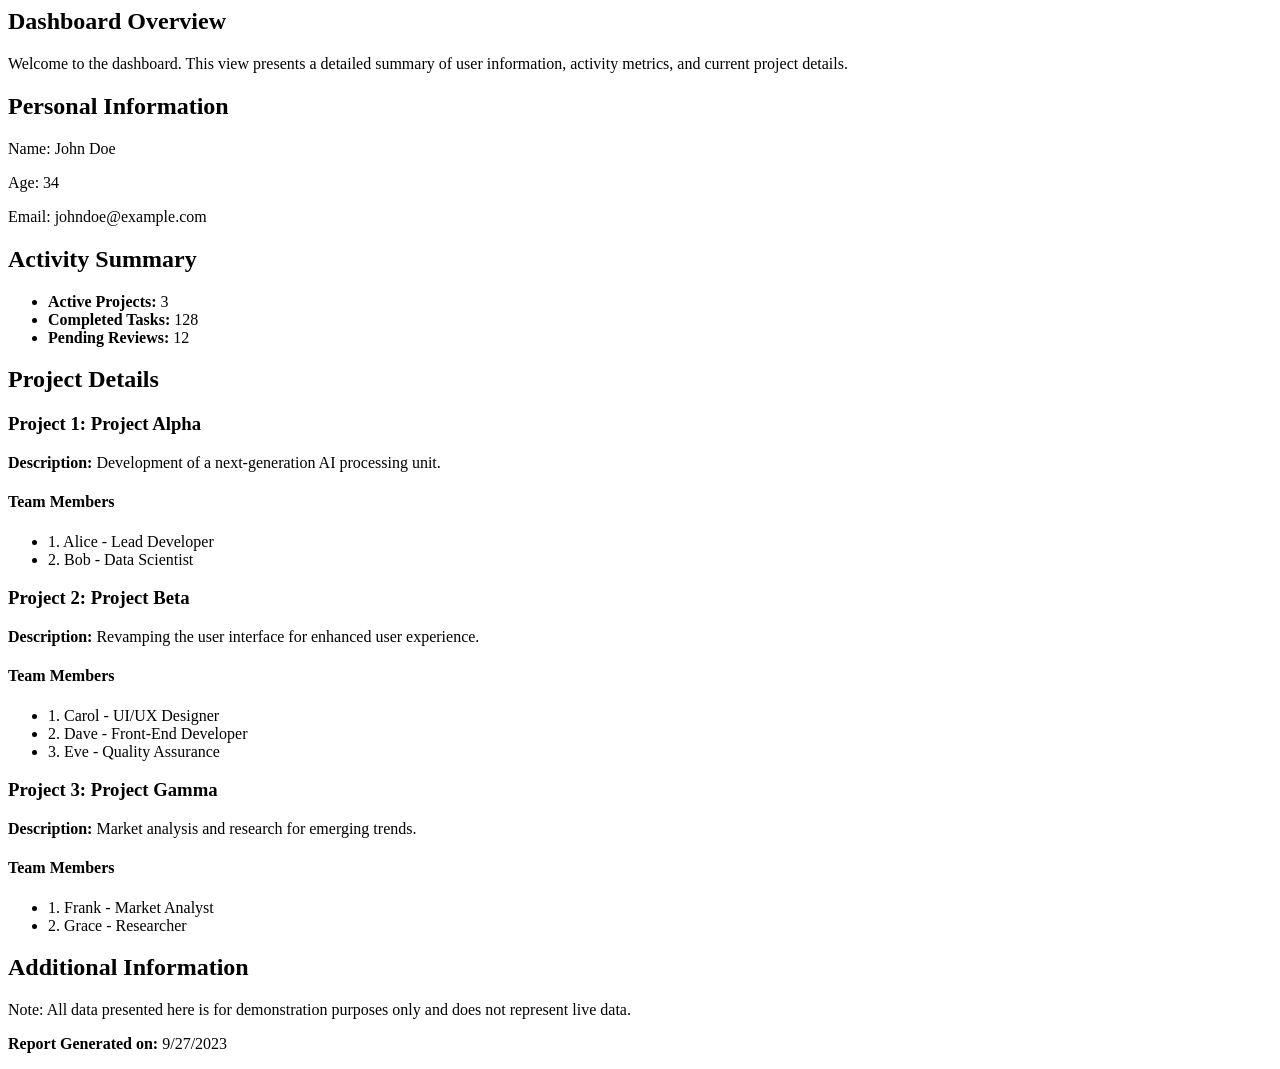 Dashboard Overview
Welcome to the dashboard. This view presents a detailed summary of user information, activity metrics, and current project details.
Personal Information
Name: John Doe
Age: 34
Email: johndoe@example.com
Activity Summary
• Active Projects: 3
• Completed Tasks: 128
• Pending Reviews: 12
Project Details
Project 1: Project Alpha
Description: Development of a next-generation AI processing unit.
Team Members
• 1. Alice - Lead Developer
• 2. Bob - Data Scientist
Project 2: Project Beta
Description: Revamping the user interface for enhanced user experience.
Team Members
• 1. Carol - UI/UX Designer
• 2. Dave - Front-End Developer
• 3. Eve - Quality Assurance
Project 3: Project Gamma
Description: Market analysis and research for emerging trends.
Team Members
• 1. Frank - Market Analyst
• 2. Grace - Researcher
Additional Information
Note: All data presented here is for demonstration purposes only and does not represent live data.
Report Generated on: 9/27/2023